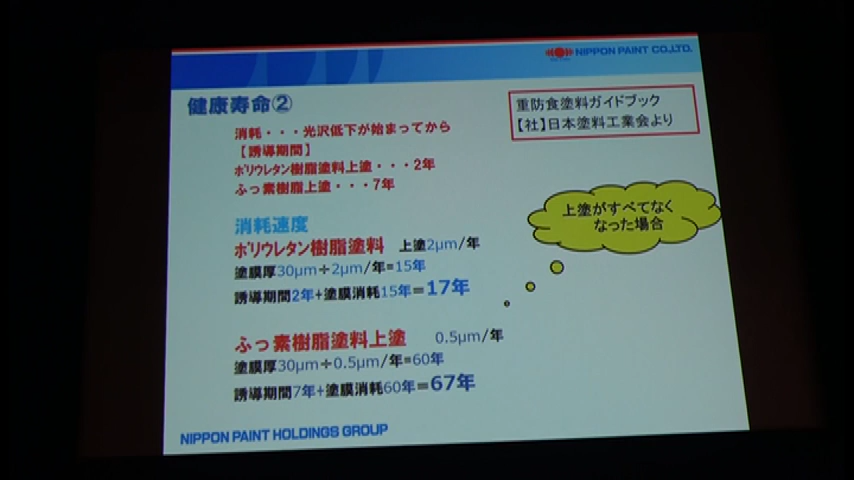 NIPPON PAINT CO.,LTD.
健康寿命②
重防食塗料ガイドブック
【社】日本塗料工業会より
消耗・・・光沢低下が始まってから
【誘導期間】
ポリウレタン樹脂塗料上塗・・・2年
ふっ素樹脂上塗・・・7年
上塗がすべてなく
なった場合
消耗速度
ポリウレタン樹脂塗料 上塗2μm/年
塗膜厚30μm÷2μm/年=15年
誘導期間2年+塗膜消耗15年=17年
ふっ素樹脂塗料上塗 0.5μm/年
塗膜厚30μm÷0.5μm/年=60年
誘導期間7年+塗膜消耗60年=67年
NIPPON PAINT HOLDINGS GROUP